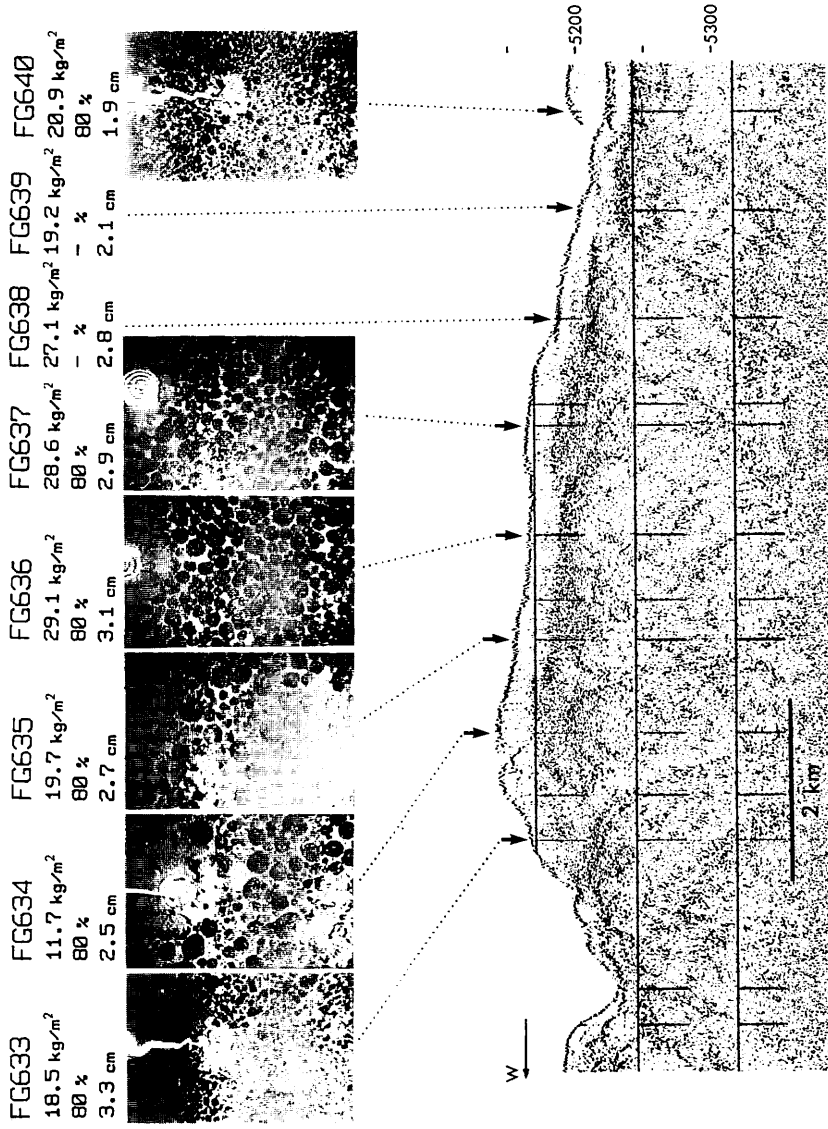 FG633
18.5 kg/m²
80 %
3.3 cm
FG634
11.7 kg/m²
80 %
2.5 cm
FG635
19.7 kg/m²
80 %
2.7 cm
FG636
29.1 kg/m²
80 %
3.1 cm
FG637
28.6 kg/m²
80 %
2.9 cm
FG638
27.1 kg/m²
- %
2.8 cm
FG639
19.2 kg/m²
- %
2.1 cm
FG640
20.9 kg/m²
80 %
1.9 cm
W
-
-5200
-
-5300
2 km